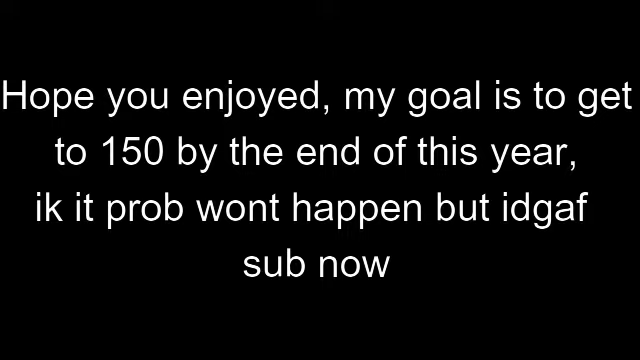 Hope you enjoyed, my goal is to get
to 150 by the end of this year,
ik it prob wont happen but idgaf
sub now